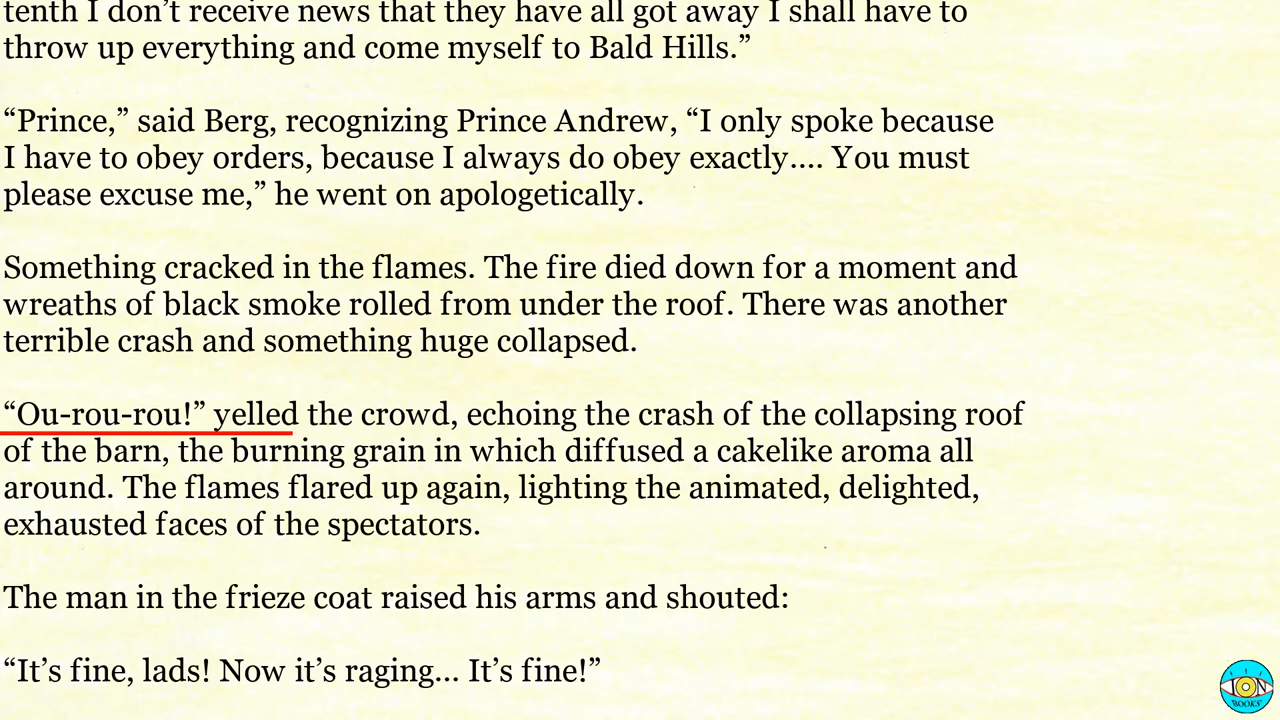 tenth I don’t receive news that they have all got away I shall have to
throw up everything and come myself to Bald Hills.”
“Prince,” said Berg, recognizing Prince Andrew, “I only spoke because
I have to obey orders, because I always do obey exactly.... You must
please excuse me,” he went on apologetically.
Something cracked in the flames. The fire died down for a moment and
wreaths of black smoke rolled from under the roof. There was another
terrible crash and something huge collapsed.
“Ou-rou-rou!” yelled the crowd, echoing the crash of the collapsing roof
of the barn, the burning grain in which diffused a cakelike aroma all
around. The flames flared up again, lighting the animated, delighted,
exhausted faces of the spectators.
The man in the frieze coat raised his arms and shouted:
“It’s fine, lads! Now it’s raging... It’s fine!”
ION
BOOKS